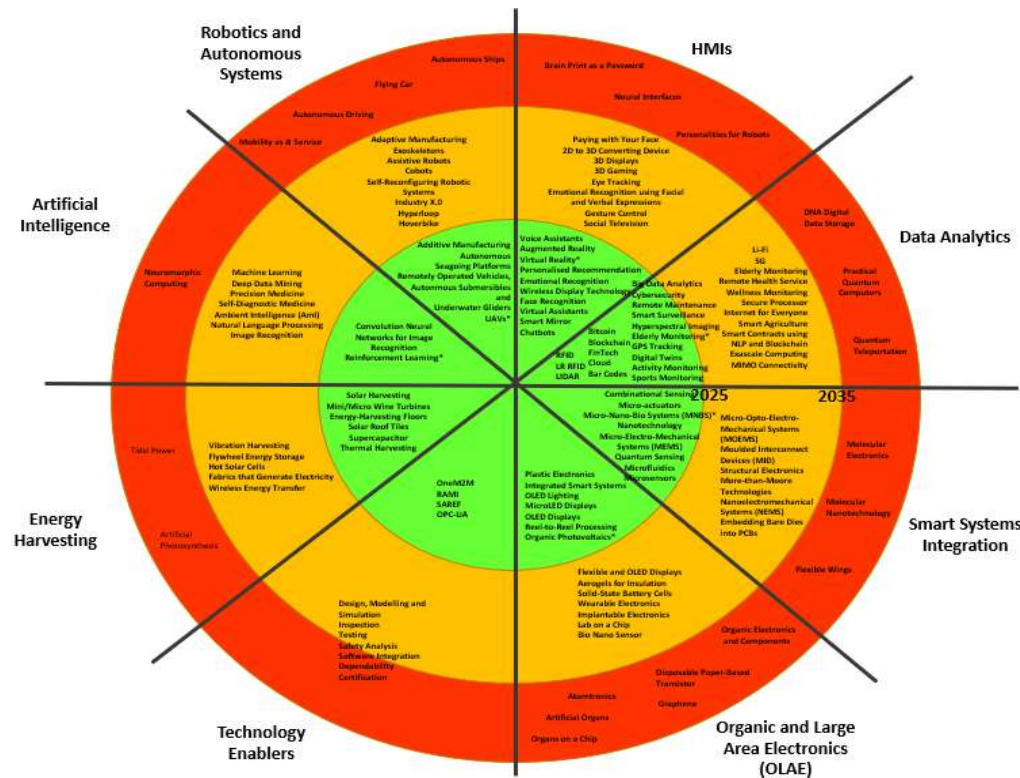 Robotics and
Autonomous
Systems
HMIs
Artificial
Intelligence
Data Analytics
Energy
Harvesting
Smart Systems
Integration
Technology
Enablers
Organic and Large
Area Electronics
(OLAE)
2025
2035
Autonomous Ships
Flying Car
Autonomous Driving
Mobility as & Service
Adaptive Manufacturing
Exoskeletons
Assistive Robots
Cobots
Self-Reconfiguring Robotic
Systems
Industry X.0
Hyperloop
Hoverbike
Additive Manufacturing
Autonomous
Seagoing Platforms
Remotely Operated Vehicles,
Autonomous Submersibles
and
Underwater Gliders
UAVs*
Brain Print as a Password
Neural Interfaces
Personalities for Robots
Paying with Your Face
2D to 3D Converting Device
3D Displays
3D Gaming
Eye Tracking
Emotional Recognition using Facial
and Verbal Expressions
Gesture Control
Social Television
Voice Assistants
Augmented Reality
Virtual Reality*
Personalised Recommendation
Emotional Recognition
Wireless Display Technology
Face Recognition
Virtual Assistants
Smart Mirror
Chatbots
DNA Digital
Data Storage
Practical
Quantum
Computers
Quantum
Teleportation
Li-Fi
5G
Elderly Monitoring
Remote Health Service
Wellness Monitoring
Secure Processor
Internet for Everyone
Smart Agriculture
Smart Contracts using
NLP and Blockchain
Exascale Computing
MIMO Connectivity
Big Data Analytics
Cybersecurity
Remote Maintenance
Smart Surveillance
Hyperspectral Imaging
Elderly Monitoring*
GPS Tracking
Digital Twins
Activity Monitoring
Sports Monitoring
Bitcoin
Blockchain
FinTech
Cloud
Bar Codes
RFID
LR RFID
LIDAR
Neuromorphic
Computing
Machine Learning
Deep Data Mining
Precision Medicine
Self-Diagnostic Medicine
Ambient Intelligence (AmI)
Natural Language Processing
Image Recognition
Convolution Neural
Networks for Image
Recognition
Reinforcement Learning*
Solar Harvesting
Mini/Micro Wine Turbines
Energy-Harvesting Floors
Solar Roof Tiles
Supercapacitor
Thermal Harvesting
Vibration Harvesting
Flywheel Energy Storage
Hot Solar Cells
Fabrics that Generate Electricity
Wireless Energy Transfer
Tidal Power
Artificial
Photosynthesis
OneM2M
RAMI
SAREF
OPC-UA
Design, Modelling and
Simulation
Inspection
Testing
Safety Analysis
Software Integration
Dependability
Certification
Combinational Sensing
Micro-actuators
Micro-Nano-Bio Systems (MNBS)*
Nanotechnology
Micro-Electro-Mechanical
Systems (MEMS)
Quantum Sensing
Microfluidics
Microsensors
Micro-Opto-Electro-
Mechanical Systems
(MOEMS)
Moulded Interconnect
Devices (MID)
Structural Electronics
More-than-Moore
Technologies
Nanoelectromechanical
Systems (NEMS)
Embedding Bare Dies
into PCBs
Molecular
Electronics
Molecular
Nanotechnology
Flexible Wings
Plastic Electronics
Integrated Smart Systems
OLED Lighting
MicroLED Displays
OLED Displays
Reel-to-Reel Processing
Organic Photovoltaics*
Flexible and OLED Displays
Aerogels for Insulation
Solid-State Battery Cells
Wearable Electronics
Implantable Electronics
Lab on a Chip
Bio Nano Sensor
Organic Electronics
and Components
Disposable Paper-Based
Transistor
Graphene
Atomtronics
Artificial Organs
Organs on a Chip